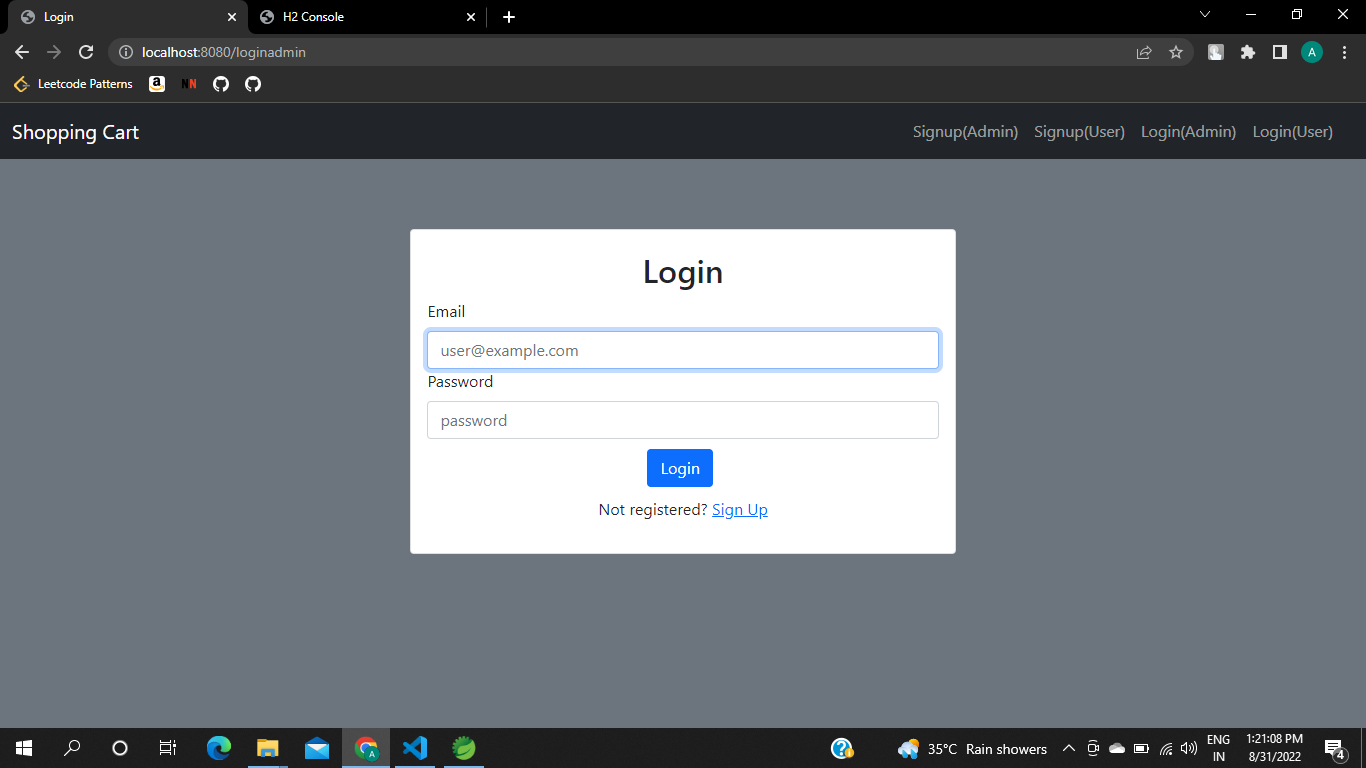 Login
H2 Console
localhost:8080/loginadmin
A
Leetcode Patterns
a
NN
Shopping Cart
Signup(Admin)
Signup(User)
Login(Admin)
Login(User)
Login
Email
user@example.com
Password
password
Login
Not registered? Sign Up
A
35°C Rain showers
ENG
IN
1:21:08 PM
8/31/2022
4